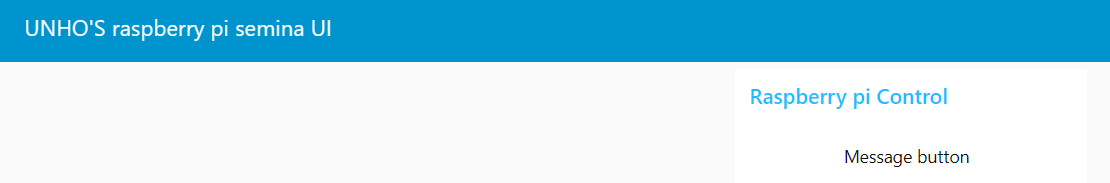 UNHO'S raspberry pi semina UI
Raspberry pi Control
Message button